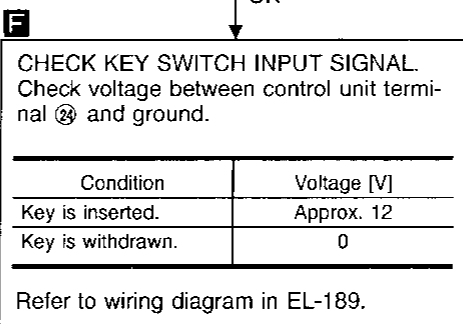 OK
F
CHECK KEY SWITCH INPUT SIGNAL.
Check voltage between control unit termi-
nal ㉔ and ground.
Condition Voltage [V]
Key is inserted. Approx. 12
Key is withdrawn. 0
Refer to wiring diagram in EL-189.